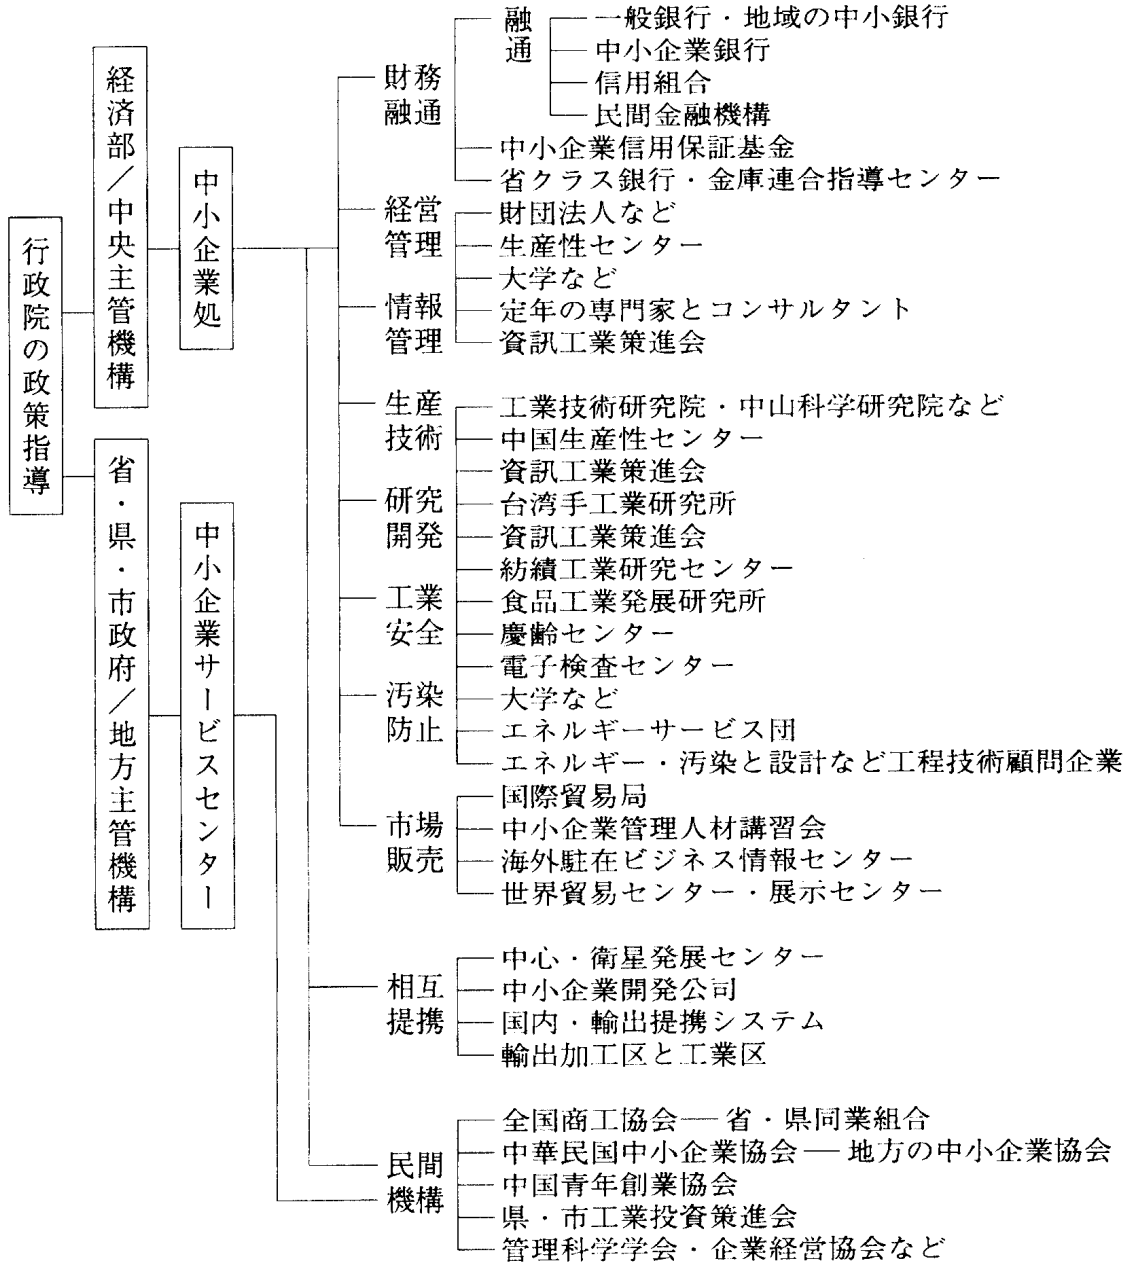 行政院の政策指導
経済部／中央主管機構
省・県・市政府／地方主管機構
中小企業処
中小企業サービスセンター
財務
融通
融通
一般銀行・地域の中小銀行
中小企業銀行
信用組合
民間金融機構
中小企業信用保証基金
省クラス銀行・金庫連合指導センター
経営
管理
情報
管理
財団法人など
生産性センター
大学など
定年の専門家とコンサルタント
資訊工業策進会
生産
技術
研究
開発
工業
安全
汚染
防止
工業技術研究院・中山科学研究院など
中国生産性センター
資訊工業策進会
台湾手工業研究所
資訊工業策進会
紡績工業研究センター
食品工業発展研究所
慶齢センター
電子検査センター
大学など
エネルギーサービス団
エネルギー・汚染と設計など工程技術顧問企業
市場
販売
国際貿易局
中小企業管理人材講習会
海外駐在ビジネス情報センター
世界貿易センター・展示センター
相互
提携
中心・衛星発展センター
中小企業開発公司
国内・輸出提携システム
輸出加工区と工業区
民間
機構
全国商工協会―省・県同業組合
中華民国中小企業協会―地方の中小企業協会
中国青年創業協会
県・市工業投資策進会
管理科学学会・企業経営協会など